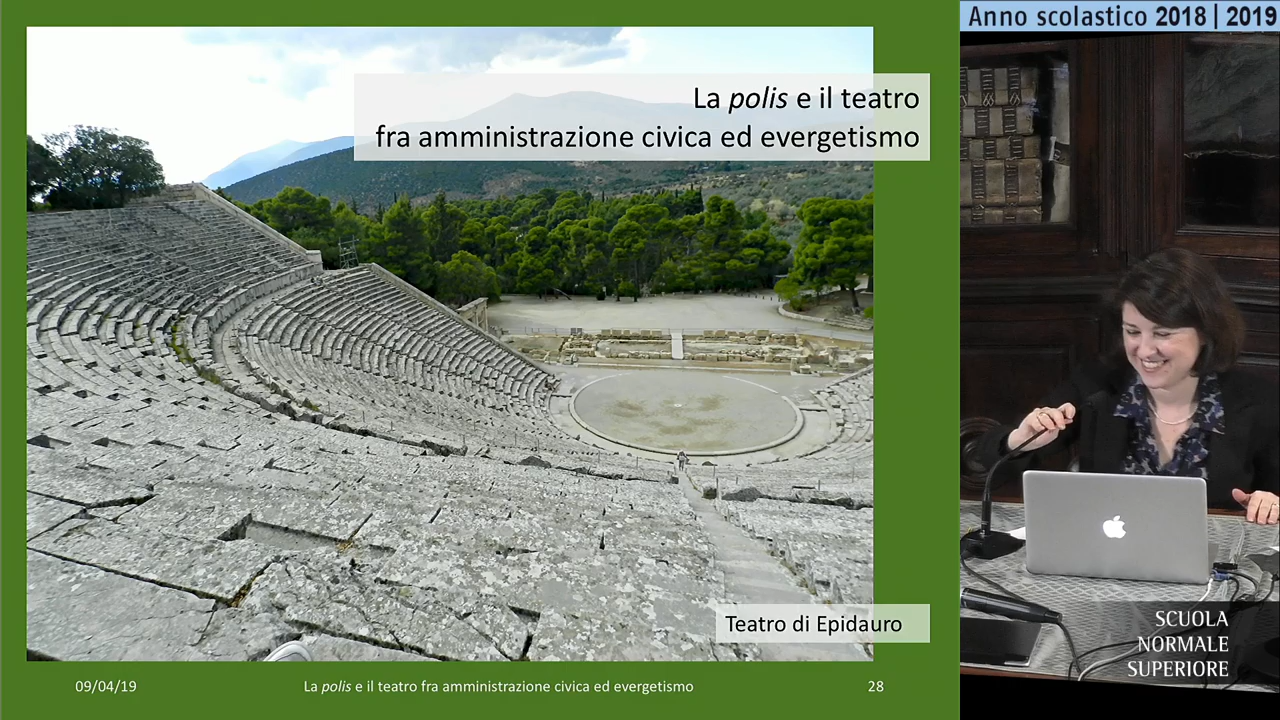 Anno scolastico 2018 | 2019
La polis e il teatro
fra amministrazione civica ed evergetismo
Teatro di Epidauro
09/04/19
La polis e il teatro fra amministrazione civica ed evergetismo
28
SCUOLA
NORMALE
SUPERIORE